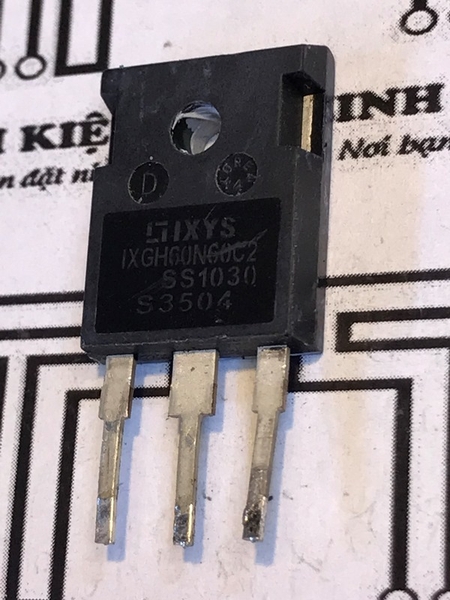 KIỆ
INH
n đặt n
Nơi bạn
D
IXYS
IXGH60N60C2
SS1030
S3504